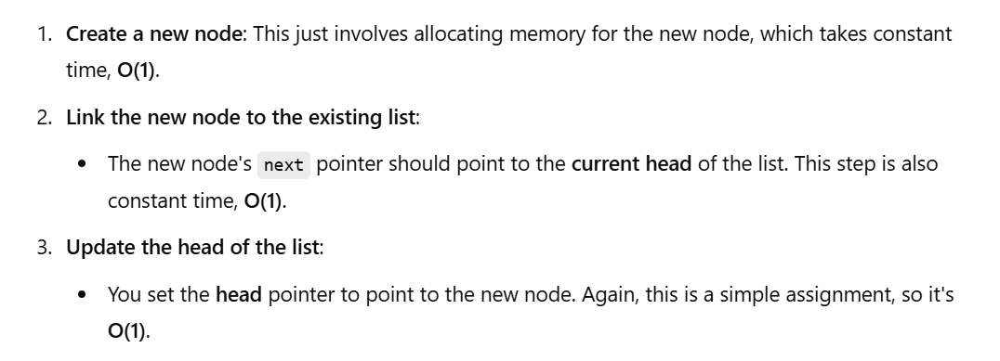 1. Create a new node: This just involves allocating memory for the new node, which takes constant
time, O(1).
2. Link the new node to the existing list:
• The new node's next pointer should point to the current head of the list. This step is also
constant time, O(1).
3. Update the head of the list:
• You set the head pointer to point to the new node. Again, this is a simple assignment, so it's
O(1).